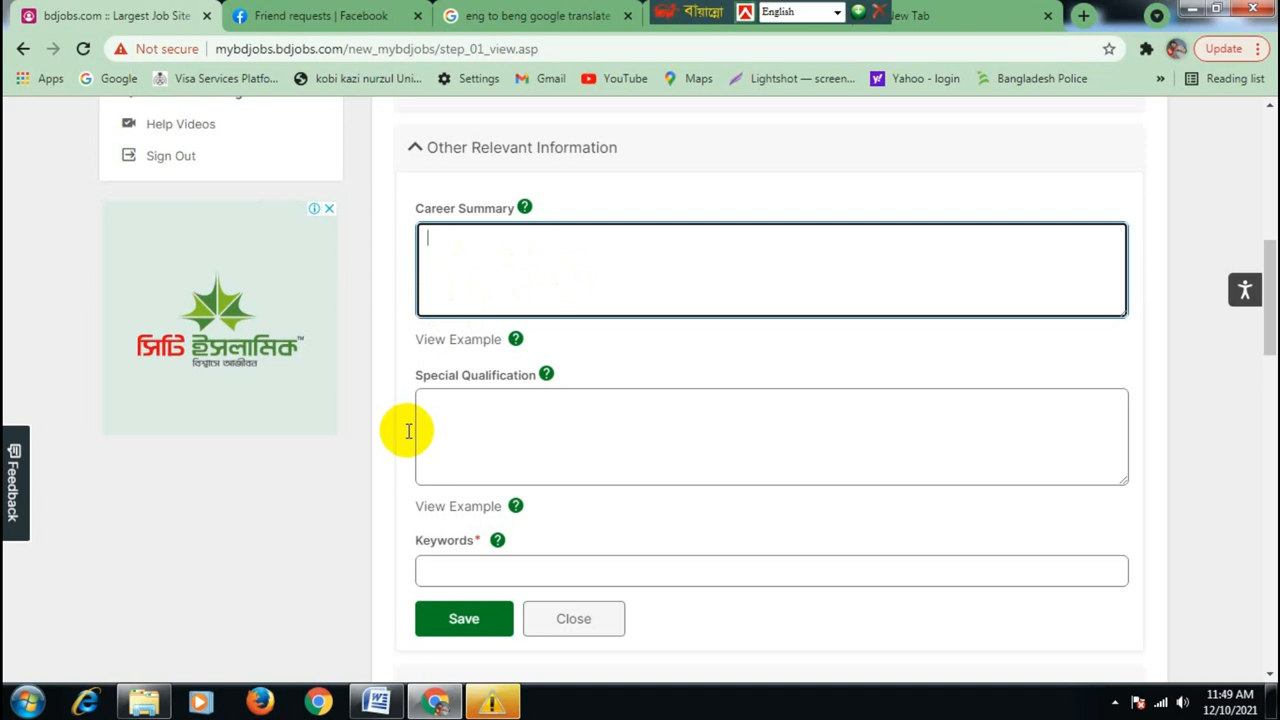 bdjobs.com :: Largest Job Site
Friend requests | Facebook
eng to beng google translate
বায়ান্নো
English
New Tab
Not secure
mybdjobs.bdjobs.com/new_mybdjobs/step_01_view.asp
Update
Apps
Google
Visa Services Platfo...
kobi kazi nurzul Uni...
Settings
Gmail
YouTube
Maps
Lightshot — screen...
Yahoo - login
Bangladesh Police
»
Reading list
Help Videos
Sign Out
সিটি ইসলামিক™
বিশ্বাসে আজীবন
Feedback
Other Relevant Information
Career Summary
View Example
Special Qualification
View Example
Keywords*
Save
Close
11:49 AM
12/10/2021